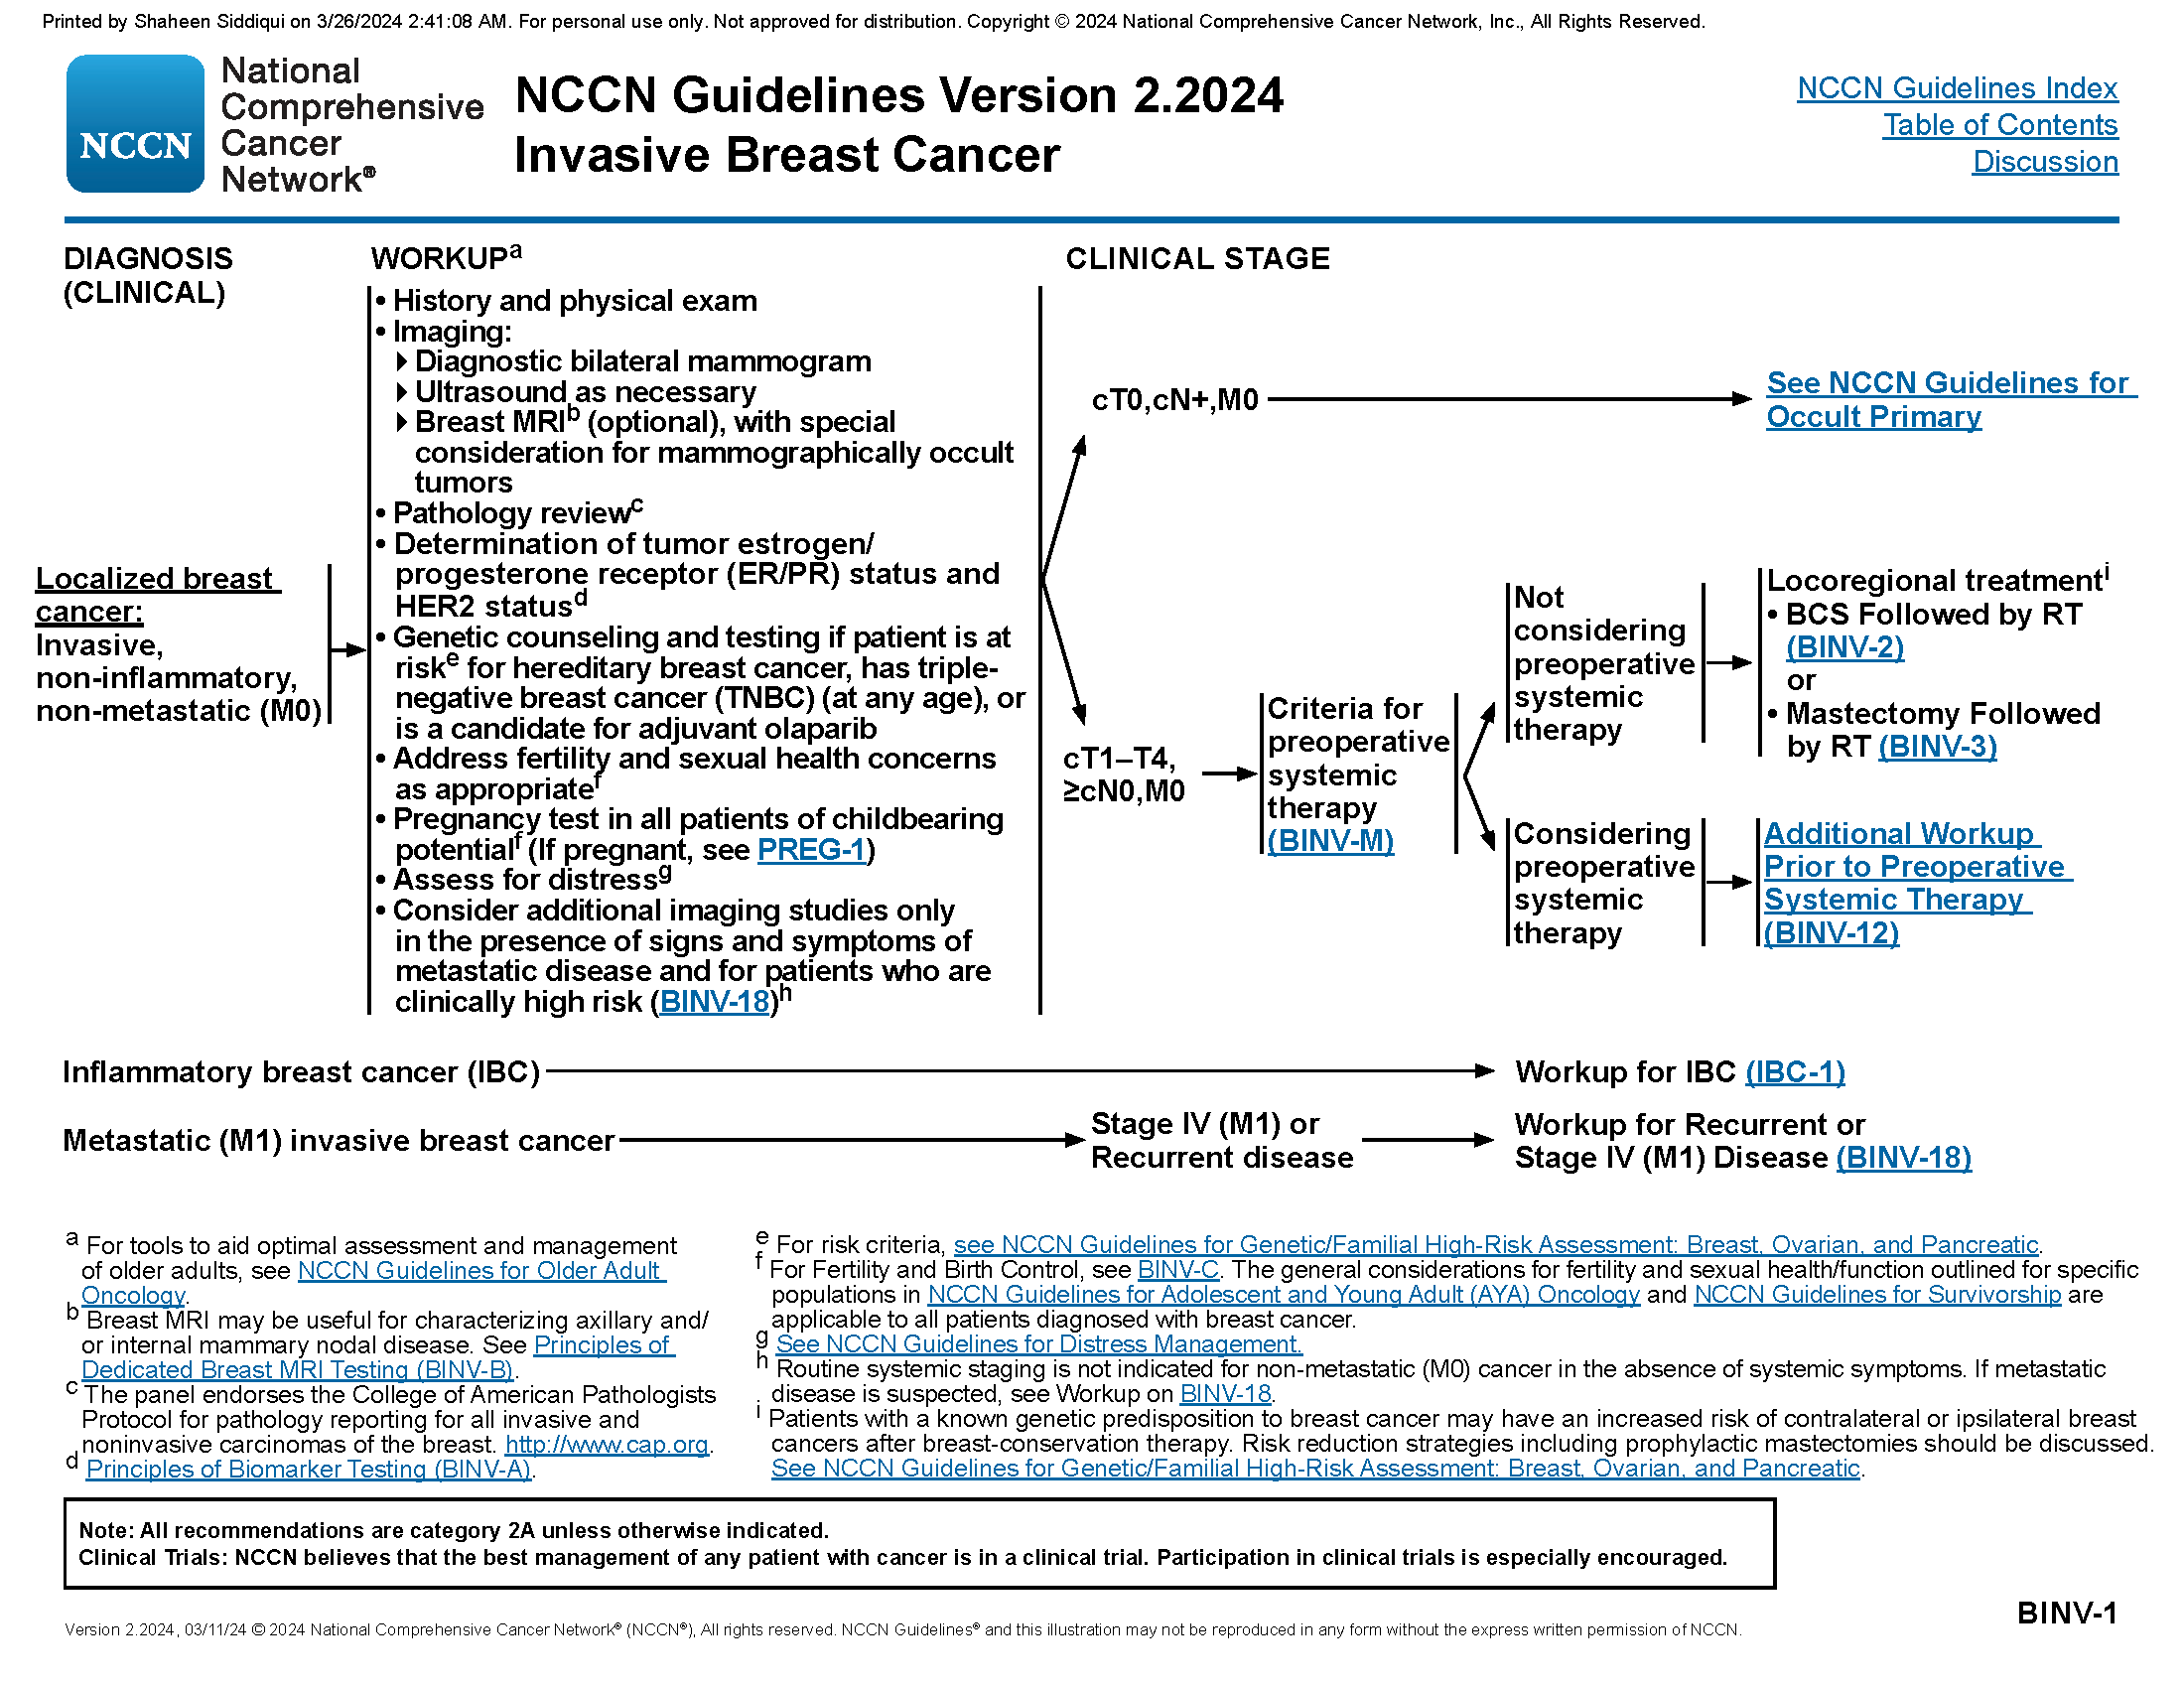 Printed by Shaheen Siddiqui on 3/26/2024 2:41:08 AM. For personal use only. Not approved for distribution. Copyright © 2024 National Comprehensive Cancer Network, Inc., All Rights Reserved.
NCCN
National
Comprehensive
Cancer
Network®
NCCN Guidelines Version 2.2024
Invasive Breast Cancer
NCCN Guidelines Index
Table of Contents
Discussion
DIAGNOSIS
(CLINICAL)
Localized breast
cancer:
Invasive,
non-inflammatory,
non-metastatic (M0)
WORKUPa
• History and physical exam
• Imaging:
Diagnostic bilateral mammogram
Ultrasound as necessary
Breast MRIb (optional), with special
consideration for mammographically occult
tumors
• Pathology reviewc
• Determination of tumor estrogen/
progesterone receptor (ER/PR) status and
HER2 statusd
• Genetic counseling and testing if patient is at
riske for hereditary breast cancer, has triple-
negative breast cancer (TNBC) (at any age), or
is a candidate for adjuvant olaparib
• Address fertility and sexual health concerns
as appropriatef
• Pregnancy test in all patients of childbearing
potentialf (If pregnant, see PREG-1)
• Assess for distressg
• Consider additional imaging studies only
in the presence of signs and symptoms of
metastatic disease and for patients who are
clinically high risk (BINV-18)h
CLINICAL STAGE
cT0,cN+,M0
See NCCN Guidelines for
Occult Primary
cT1–T4,
≥cN0,M0
Criteria for
preoperative
systemic
therapy
(BINV-M)
Not
considering
preoperative
systemic
therapy
Locoregional treatmenti
• BCS Followed by RT
(BINV-2)
or
• Mastectomy Followed
by RT (BINV-3)
Considering
preoperative
systemic
therapy
Additional Workup
Prior to Preoperative
Systemic Therapy
(BINV-12)
Inflammatory breast cancer (IBC)
Workup for IBC (IBC-1)
Metastatic (M1) invasive breast cancer
Stage IV (M1) or
Recurrent disease
Workup for Recurrent or
Stage IV (M1) Disease (BINV-18)
a For tools to aid optimal assessment and management
of older adults, see NCCN Guidelines for Older Adult
Oncology.
b Breast MRI may be useful for characterizing axillary and/
or internal mammary nodal disease. See Principles of
Dedicated Breast MRI Testing (BINV-B).
c The panel endorses the College of American Pathologists
Protocol for pathology reporting for all invasive and
noninvasive carcinomas of the breast. http://www.cap.org.
d Principles of Biomarker Testing (BINV-A).
e For risk criteria, see NCCN Guidelines for Genetic/Familial High-Risk Assessment: Breast, Ovarian, and Pancreatic.
f For Fertility and Birth Control, see BINV-C. The general considerations for fertility and sexual health/function outlined for specific
populations in NCCN Guidelines for Adolescent and Young Adult (AYA) Oncology and NCCN Guidelines for Survivorship are
applicable to all patients diagnosed with breast cancer.
g See NCCN Guidelines for Distress Management.
h Routine systemic staging is not indicated for non-metastatic (M0) cancer in the absence of systemic symptoms. If metastatic
disease is suspected, see Workup on BINV-18.
i Patients with a known genetic predisposition to breast cancer may have an increased risk of contralateral or ipsilateral breast
cancers after breast-conservation therapy. Risk reduction strategies including prophylactic mastectomies should be discussed.
See NCCN Guidelines for Genetic/Familial High-Risk Assessment: Breast, Ovarian, and Pancreatic.
Note: All recommendations are category 2A unless otherwise indicated.
Clinical Trials: NCCN believes that the best management of any patient with cancer is in a clinical trial. Participation in clinical trials is especially encouraged.
BINV-1
Version 2.2024, 03/11/24 © 2024 National Comprehensive Cancer Network® (NCCN®), All rights reserved. NCCN Guidelines® and this illustration may not be reproduced in any form without the express written permission of NCCN.